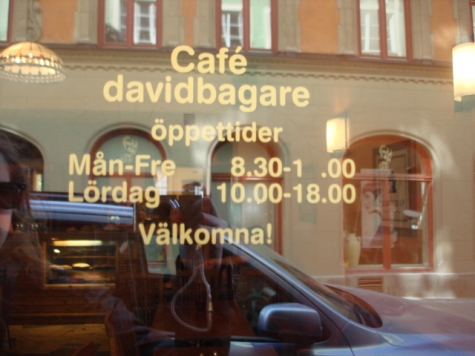 Café
davidbagare
öppettider
Mån-Fre 8.30-1 .00
Lördag 10.00-18.00
Välkomna!